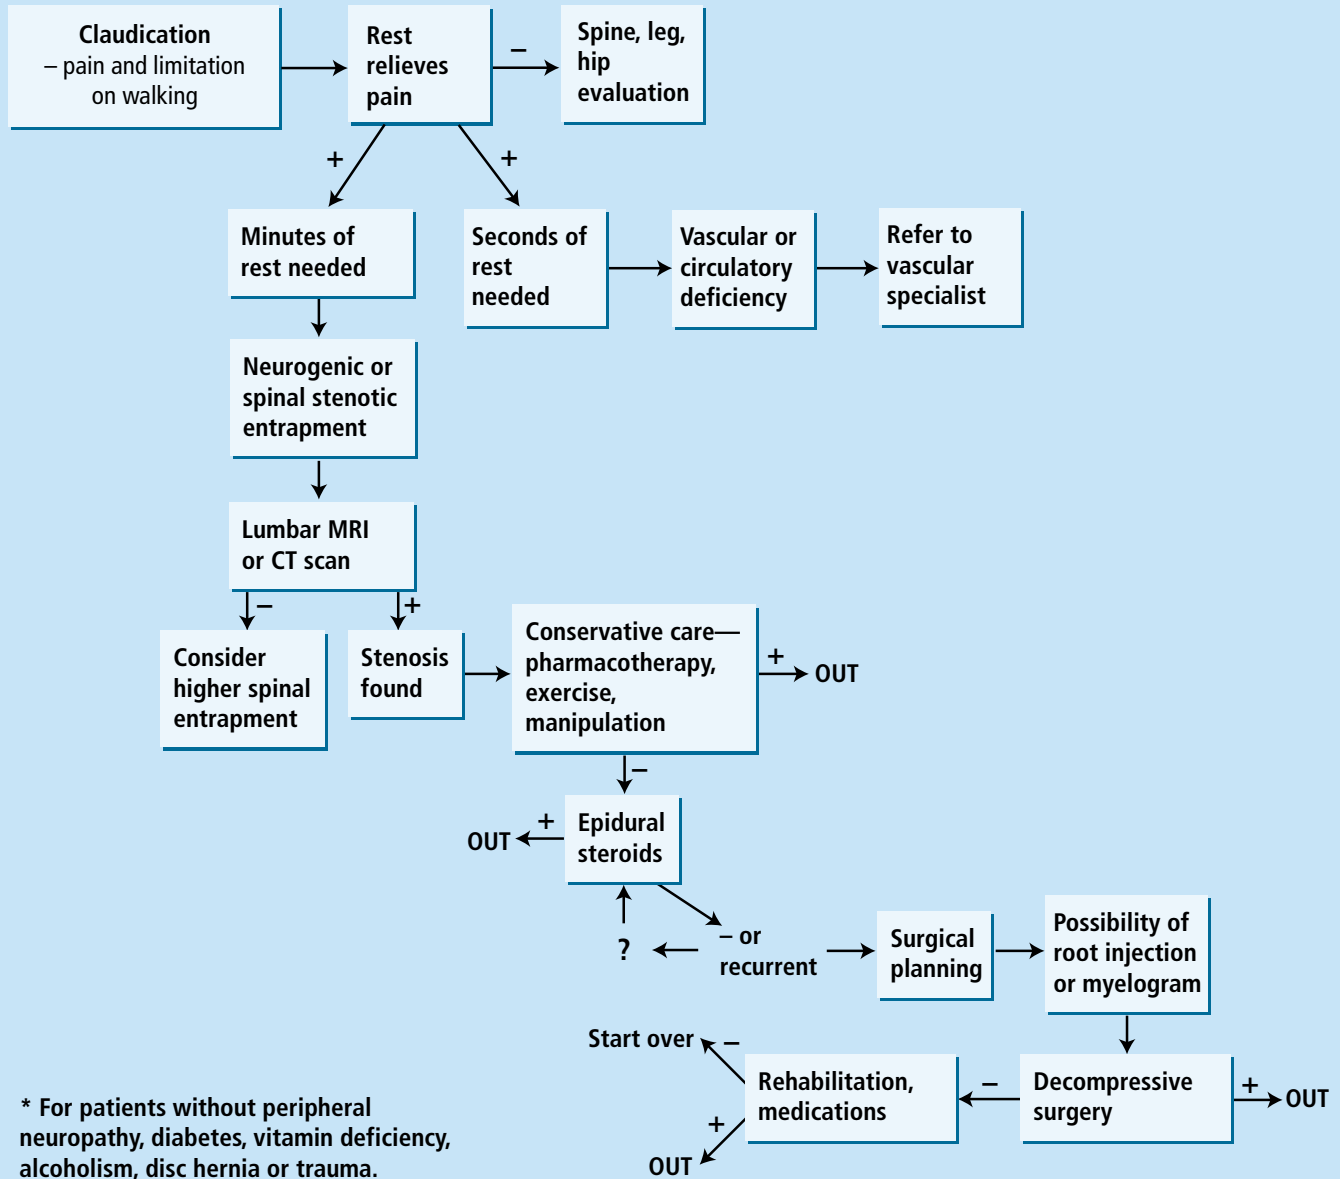 Claudication
– pain and limitation
on walking
Rest
relieves
pain
–
Spine, leg,
hip
evaluation
+
+
Minutes of
rest needed
Seconds of
rest
needed
Vascular or
circulatory
deficiency
Refer to
vascular
specialist
Neurogenic or
spinal stenotic
entrapment
Lumbar MRI
or CT scan
–
+
Consider
higher spinal
entrapment
Stenosis
found
Conservative care—
pharmacotherapy,
exercise,
manipulation
+
OUT
–
Epidural
steroids
+
OUT
– or
recurrent
?
Surgical
planning
Possibility of
root injection
or myelogram
Decompressive
surgery
+
OUT
–
Rehabilitation,
medications
–
Start over
+
OUT
* For patients without peripheral
neuropathy, diabetes, vitamin deficiency,
alcoholism, disc hernia or trauma.